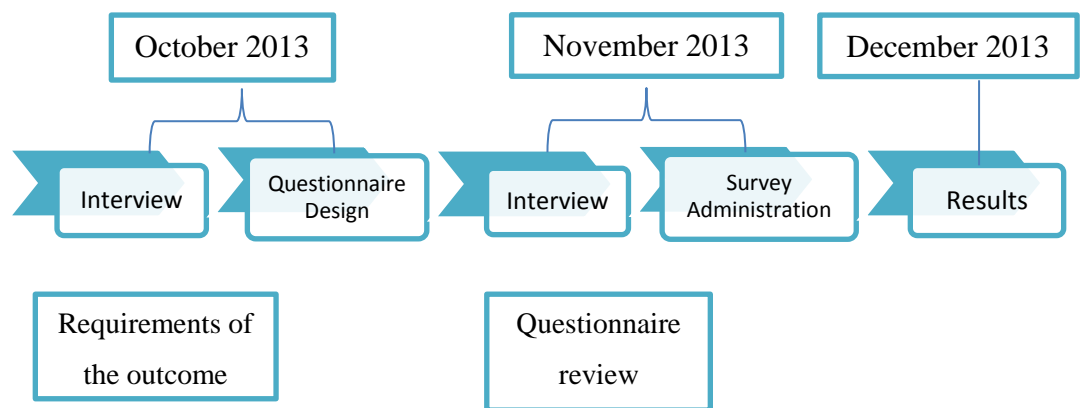 October 2013
November 2013
December 2013
Interview
Questionnaire
Design
Interview
Survey
Administration
Results
Requirements of
the outcome
Questionnaire
review